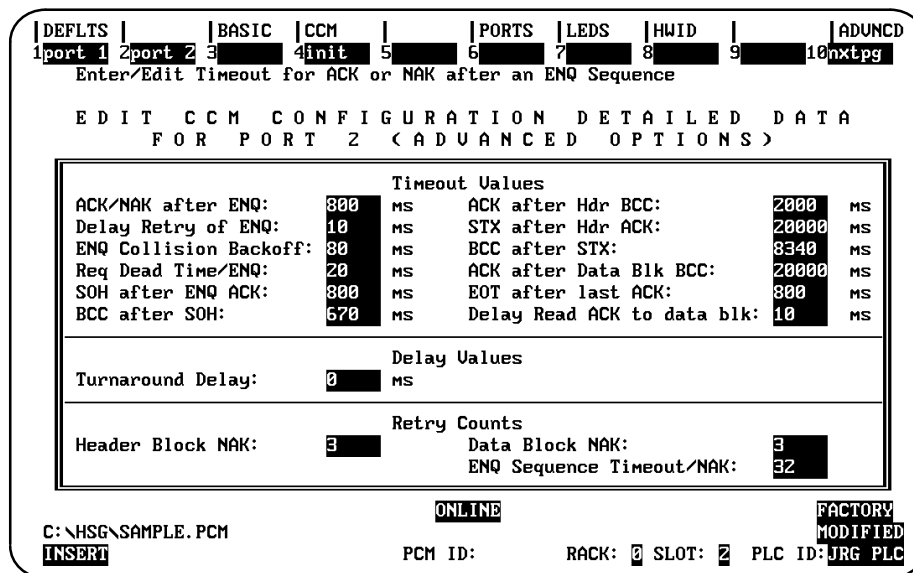 DEFLTS BASIC CCM PORTS LEDS HWID ADVNCD
1port 1 2port 2 3 4init 5 6 7 8 9 10nxtpg
Enter/Edit Timeout for ACK or NAK after an ENQ Sequence
EDIT CCM CONFIGURATION DETAILED DATA
FOR PORT 2 (ADVANCED OPTIONS)
Timeout Values
ACK/NAK after ENQ: 800 MS ACK after Hdr BCC: 2000 MS
Delay Retry of ENQ: 10 MS STX after Hdr ACK: 20000 MS
ENQ Collision Backoff: 80 MS BCC after STX: 8340 MS
Req Dead Time/ENQ: 20 MS ACK after Data Blk BCC: 20000 MS
SOH after ENQ ACK: 800 MS EOT after last ACK: 800 MS
BCC after SOH: 670 MS Delay Read ACK to data blk: 10 MS
Delay Values
Turnaround Delay: 0 MS
Retry Counts
Header Block NAK: 3 Data Block NAK: 3
ENQ Sequence Timeout/NAK: 32
ONLINE FACTORY
C:\HSG\SAMPLE.PCM MODIFIED
INSERT PCM ID: RACK: 0 SLOT: 2 PLC ID: JRG PLC